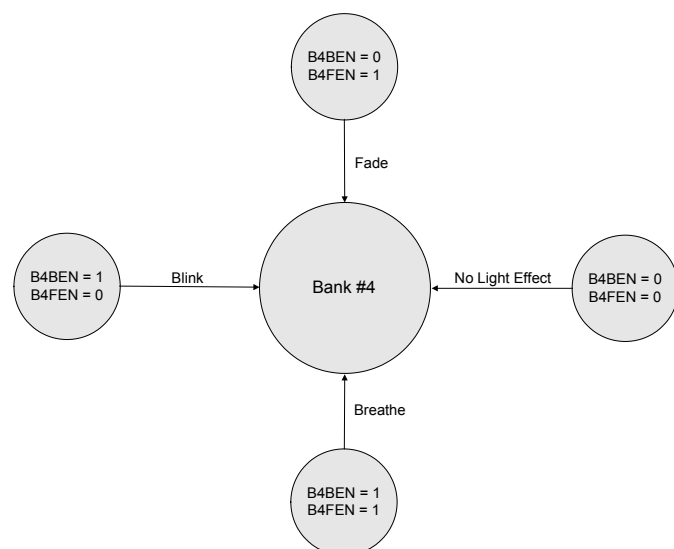 B4BEN = 0
B4FEN = 1
Fade
B4BEN = 1
B4FEN = 0
Blink
Bank #4
No Light Effect
B4BEN = 0
B4FEN = 0
Breathe
B4BEN = 1
B4FEN = 1